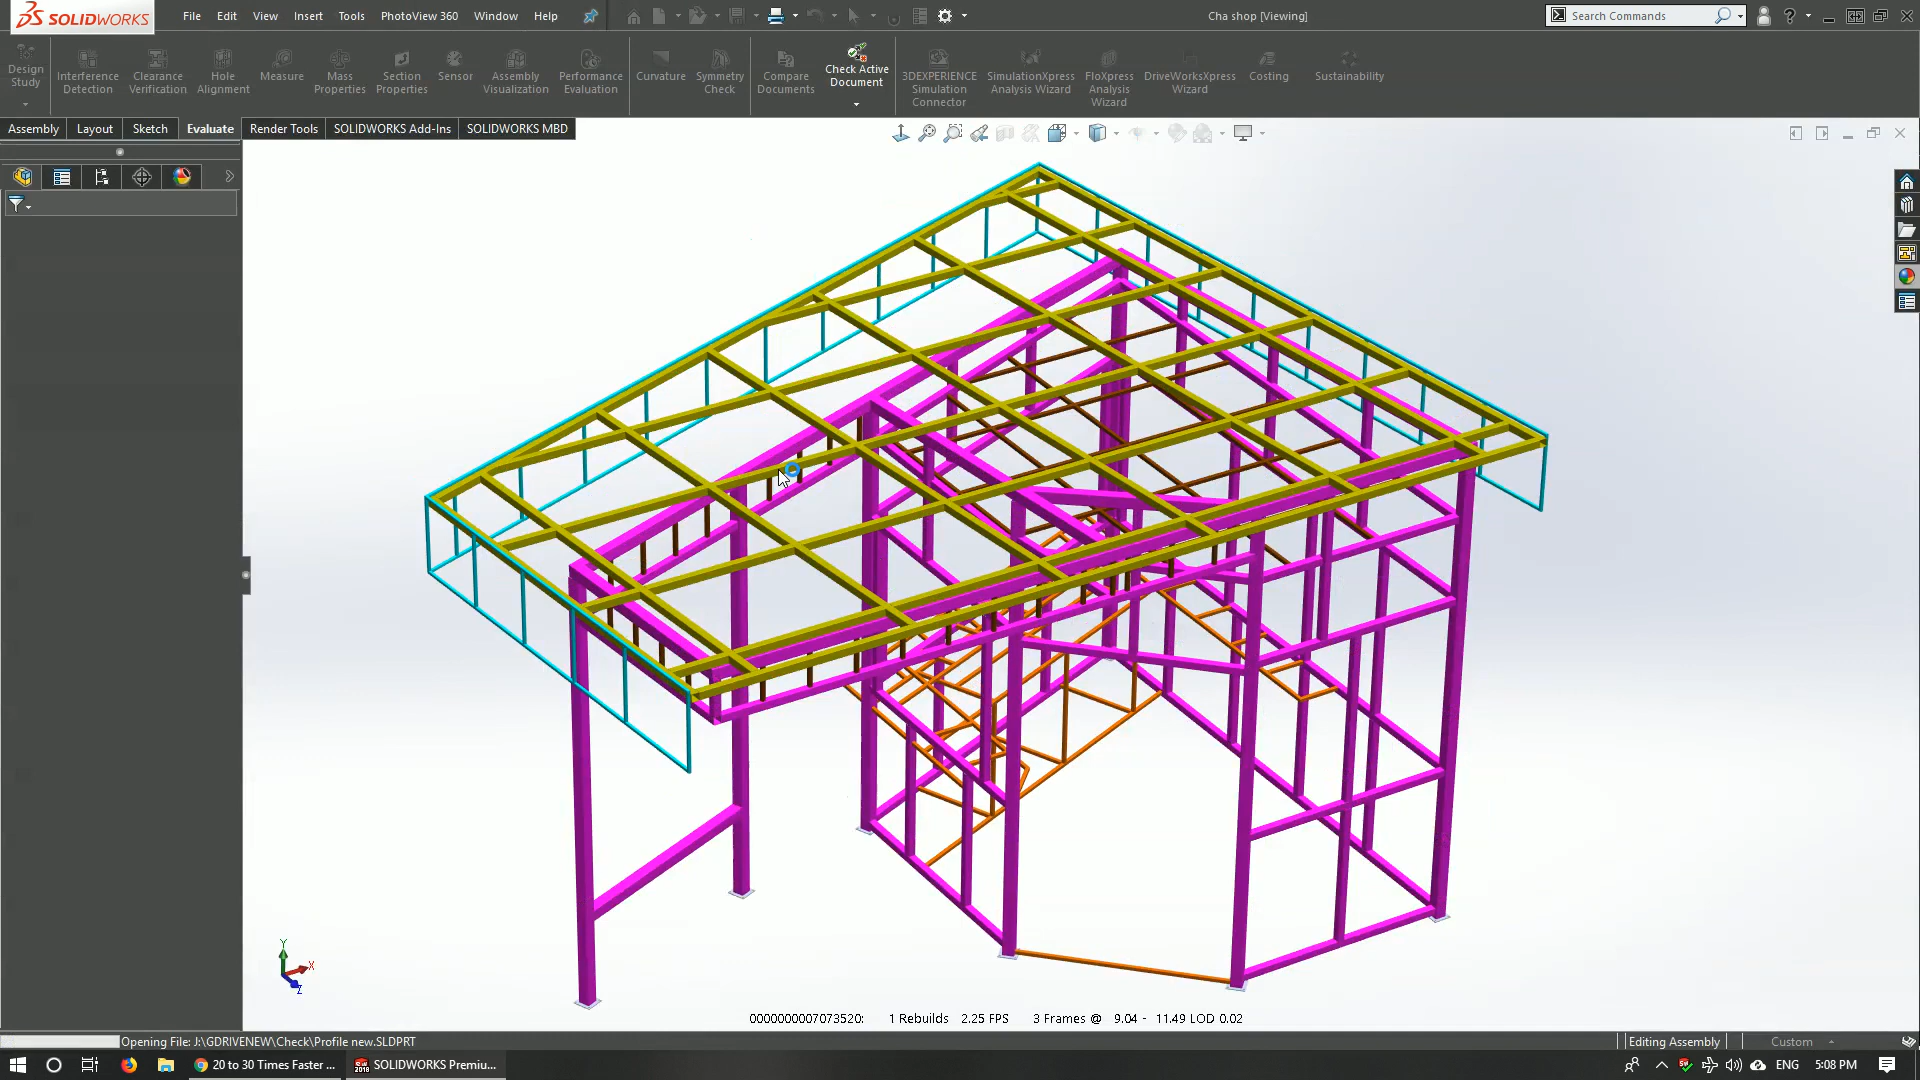 SOLIDWORKS
File Edit View Insert Tools PhotoView 360 Window Help
Cha shop [Viewing]
Search Commands
Design Study
Interference Detection
Clearance Verification
Hole Alignment
Measure
Mass Properties
Section Properties
Sensor
Assembly Visualization
Performance Evaluation
Curvature
Symmetry Check
Compare Documents
Check Active Document
3DEXPERIENCE Simulation Connector
SimulationXpress Analysis Wizard
FloXpress Analysis Wizard
DriveWorksXpress Wizard
Costing
Sustainability
Assembly Layout Sketch Evaluate Render Tools SOLIDWORKS Add-Ins SOLIDWORKS MBD
Y
X
Z
0000000007073520: 1 Rebuilds 2.25 FPS 3 Frames @ 9.04 - 11.49 LOD 0.02
Opening File: J:\GDRIVENEW\Check\Profile new.SLDPRT
Editing Assembly Custom
20 to 30 Times Faster ...
SW 2018 SOLIDWORKS Premiu...
ENG 5:08 PM